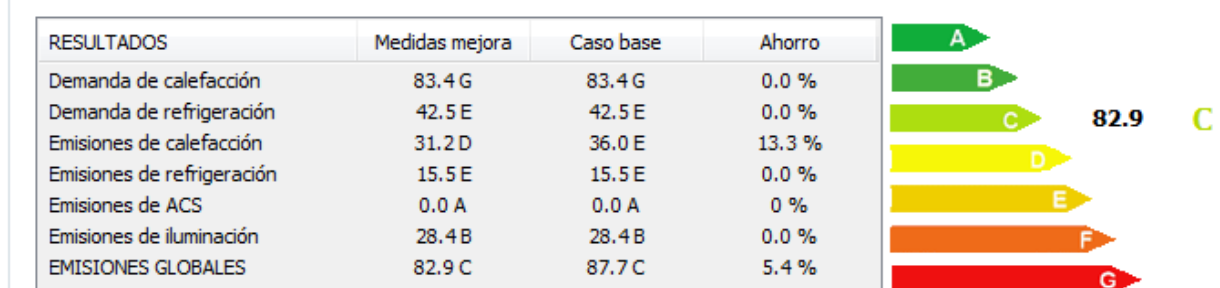 RESULTADOS Medidas mejora Caso base Ahorro
Demanda de calefacción 83.4 G 83.4 G 0.0 %
Demanda de refrigeración 42.5 E 42.5 E 0.0 %
Emisiones de calefacción 31.2 D 36.0 E 13.3 %
Emisiones de refrigeración 15.5 E 15.5 E 0.0 %
Emisiones de ACS 0.0 A 0.0 A 0 %
Emisiones de iluminación 28.4 B 28.4 B 0.0 %
EMISIONES GLOBALES 82.9 C 87.7 C 5.4 %
A
B
C 82.9 C
D
E
F
G